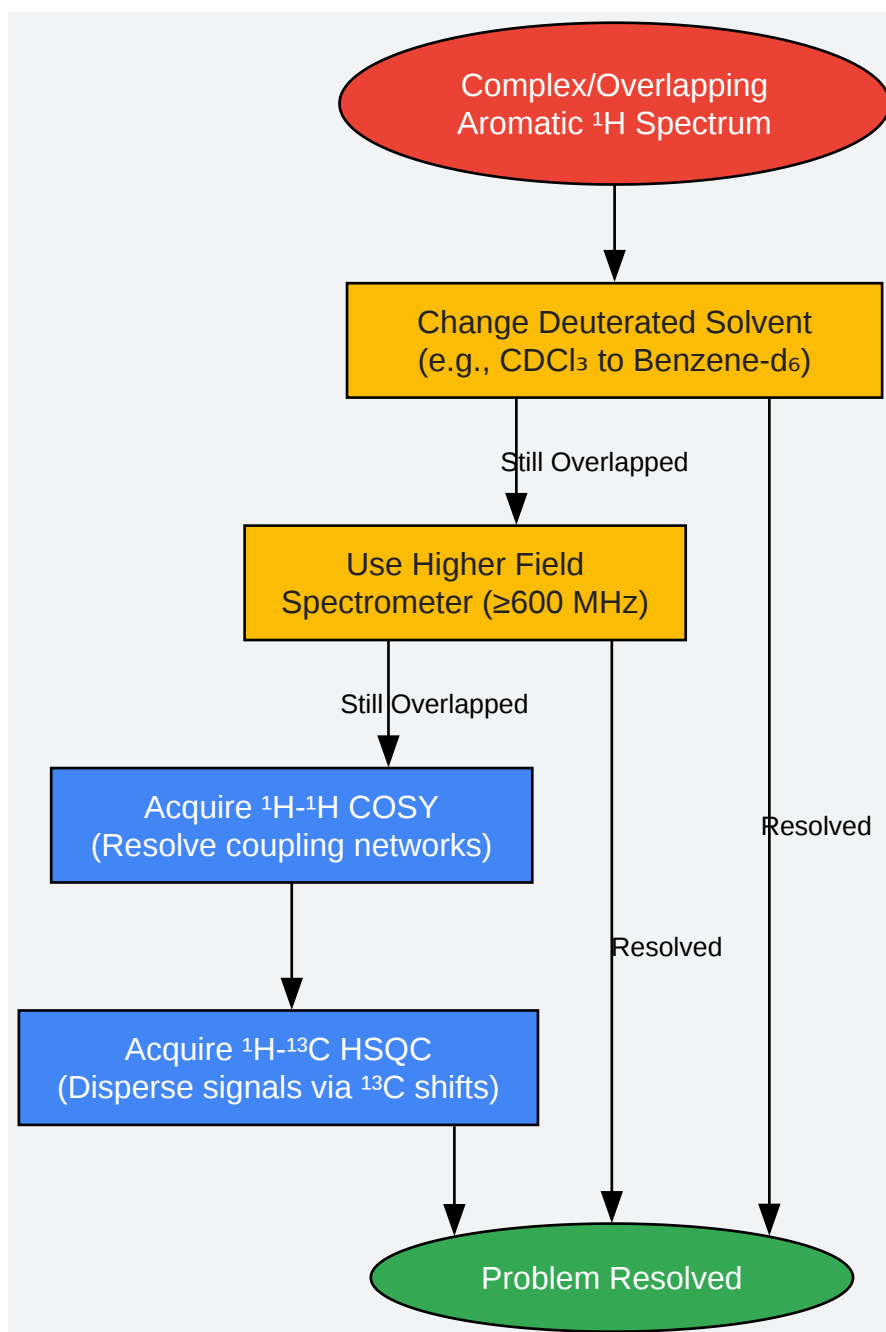 Complex/Overlapping
Aromatic ¹H Spectrum
Change Deuterated Solvent
(e.g., CDCl₃ to Benzene-d₆)
Still Overlapped
Use Higher Field
Spectrometer (≥600 MHz)
Still Overlapped
Acquire ¹H-¹H COSY
(Resolve coupling networks)
Resolved
Resolved
Acquire ¹H-¹³C HSQC
(Disperse signals via ¹³C shifts)
Problem Resolved